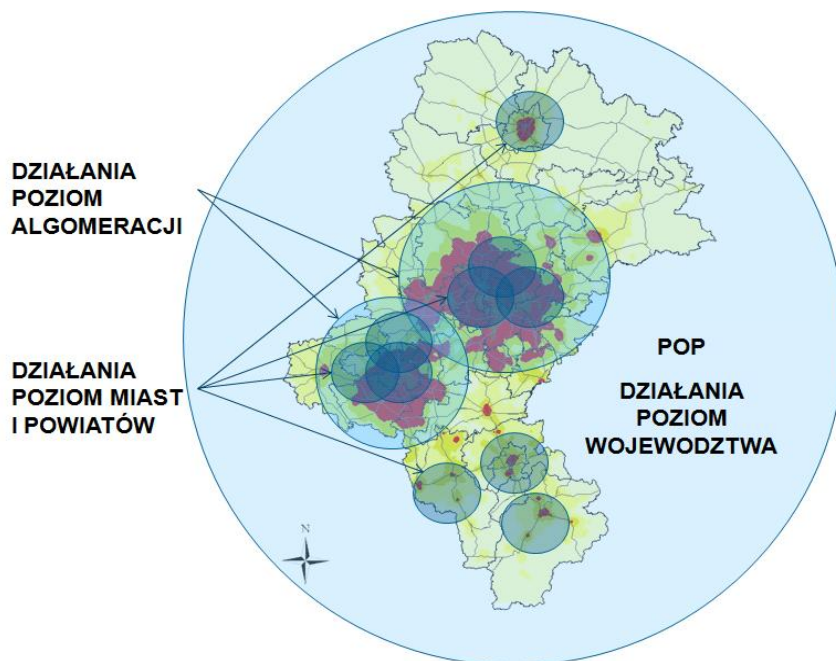 DZIAŁANIA
POZIOM
ALGOMERACJI
DZIAŁANIA
POZIOM MIAST
I POWIATÓW
POP
DZIAŁANIA
POZIOM
WOJEWODZTWA
N